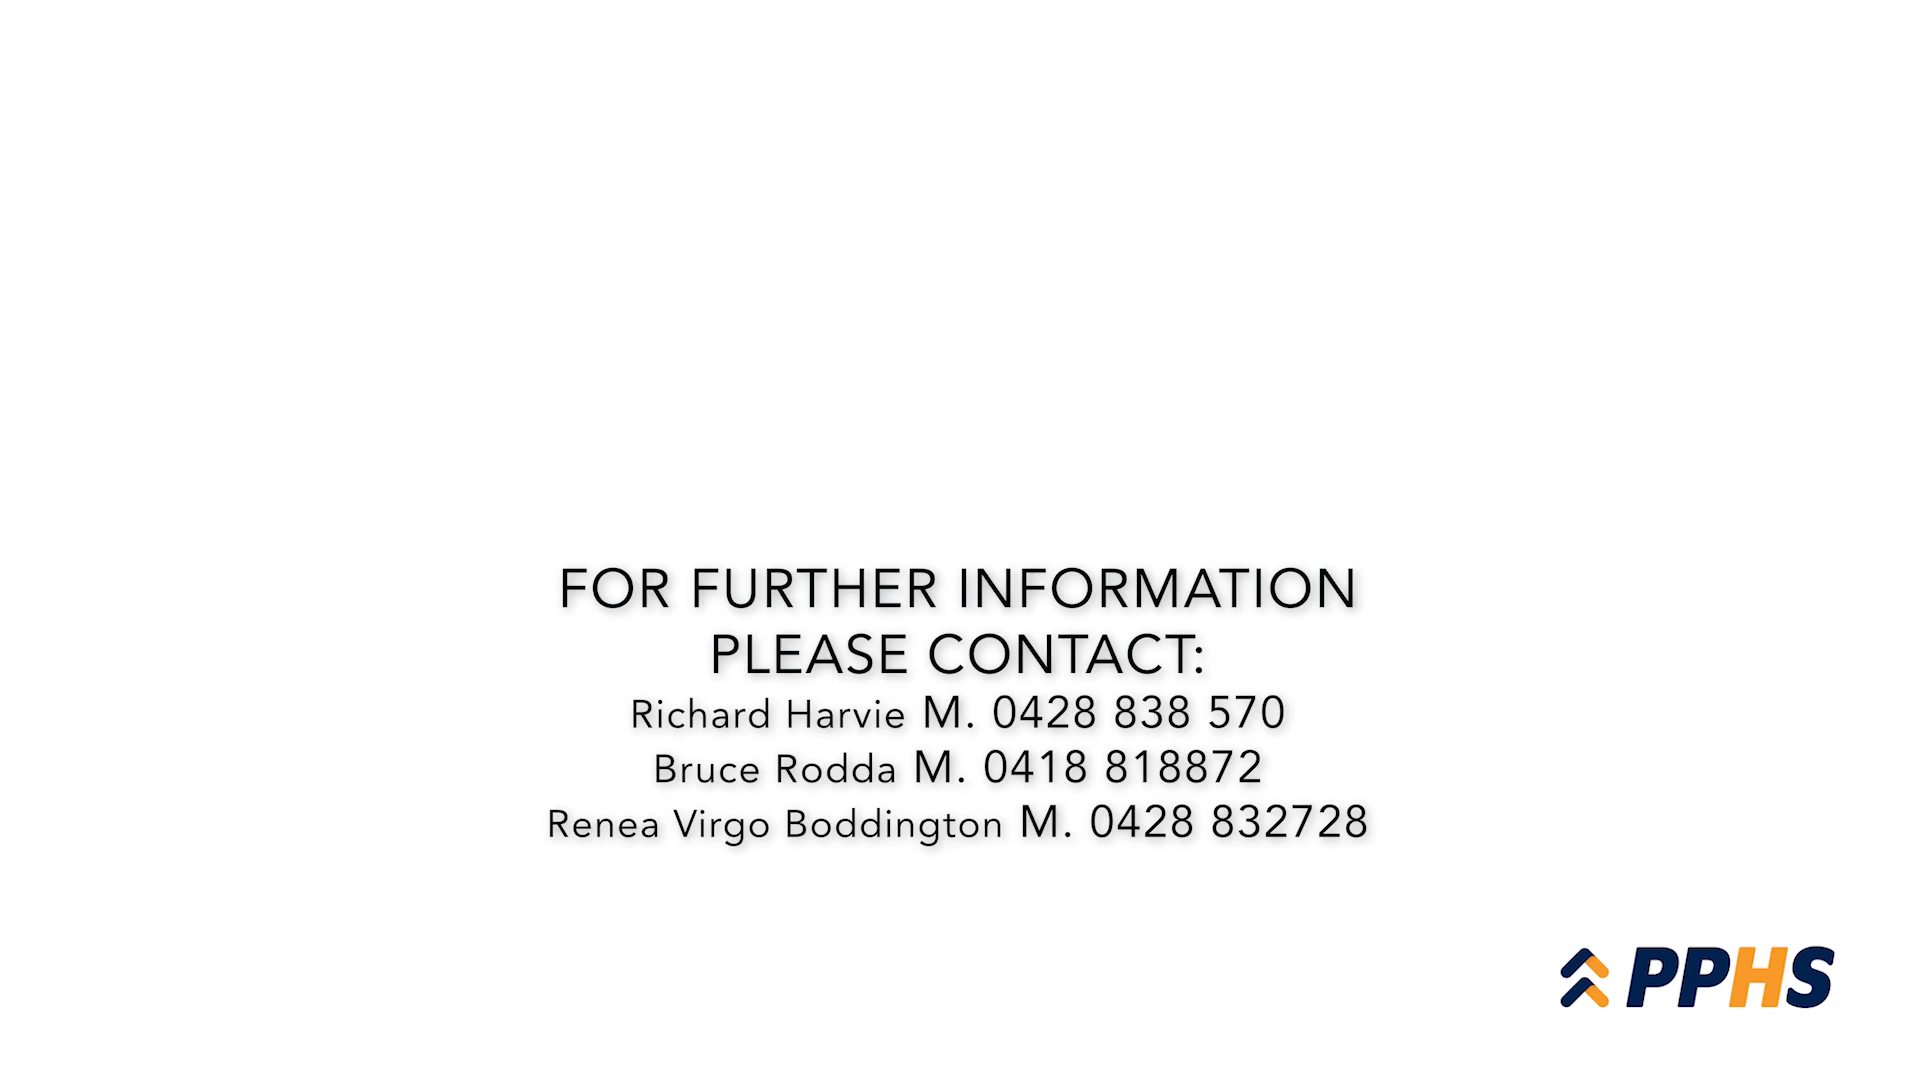 FOR FURTHER INFORMATION
PLEASE CONTACT:
Richard Harvie M. 0428 838 570
Bruce Rodda M. 0418 818872
Renea Virgo Boddington M. 0428 832728
PPHS